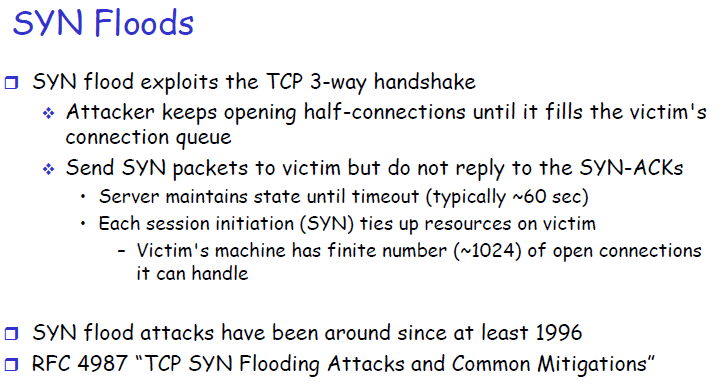 SYN Floods
SYN flood exploits the TCP 3-way handshake
Attacker keeps opening half-connections until it fills the victim's
connection queue
Send SYN packets to victim but do not reply to the SYN-ACKs
Server maintains state until timeout (typically ~60 sec)
Each session initiation (SYN) ties up resources on victim
– Victim's machine has finite number (~1024) of open connections
it can handle
SYN flood attacks have been around since at least 1996
RFC 4987 “TCP SYN Flooding Attacks and Common Mitigations”